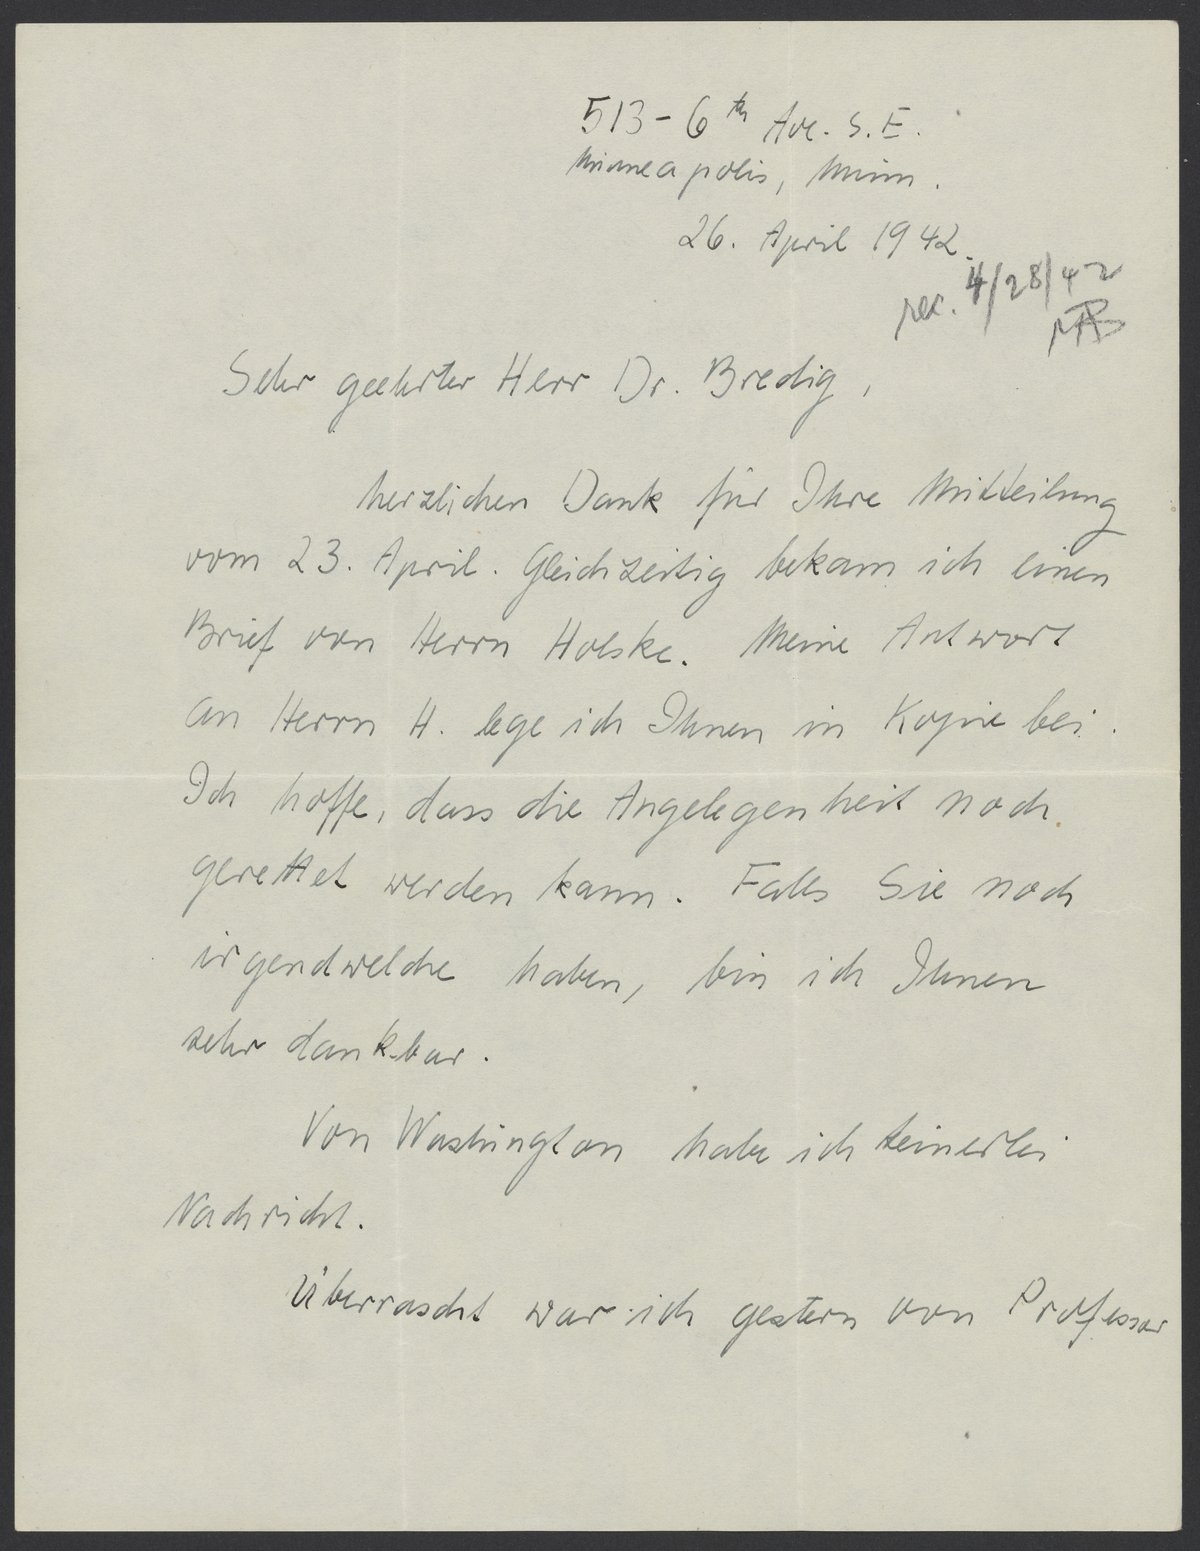 513 - 6th Ave. S.E.
Minneapolis, Minn.
26. April 1942.
rec. 4/28/42
Sehr geehrter Herr Dr. Bredig,
herzlichen Dank für Ihre Mitteilung
vom 23. April. Gleichzeitig bekam ich einen
Brief von Herrn Holske. Meine Antwort
an Herrn H. lege ich Ihnen in Kopie bei.
Ich hoffe, dass die Angelegenheit noch
gerettet werden kann. Falls Sie noch
irgendwelche haben, bin ich Ihnen
sehr dankbar.
Von Washington habe ich keinerlei
Nachricht.
Überrascht war ich gestern von Professor